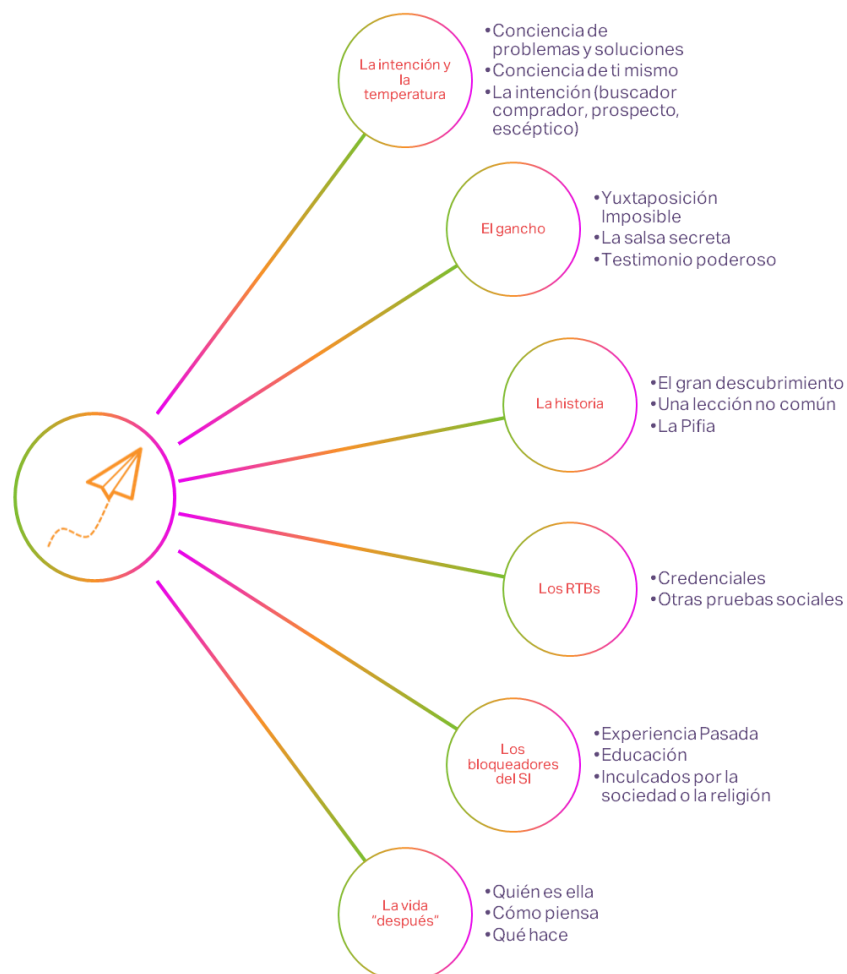 La intención y
la
temperatura
•Conciencia de
problemas y soluciones
•Conciencia de ti mismo
•La intención (buscador
comprador, prospecto,
escéptico)
El gancho
•Yuxtaposición
Imposible
•La salsa secreta
•Testimonio poderoso
La historia
•El gran descubrimiento
•Una lección no común
•La Pifia
Los RTBs
•Credenciales
•Otras pruebas sociales
Los
bloqueadores
del SI
•Experiencia Pasada
•Educación
•Inculcados por la
sociedad o la religión
La vida
"después"
•Quién es ella
•Cómo piensa
•Qué hace